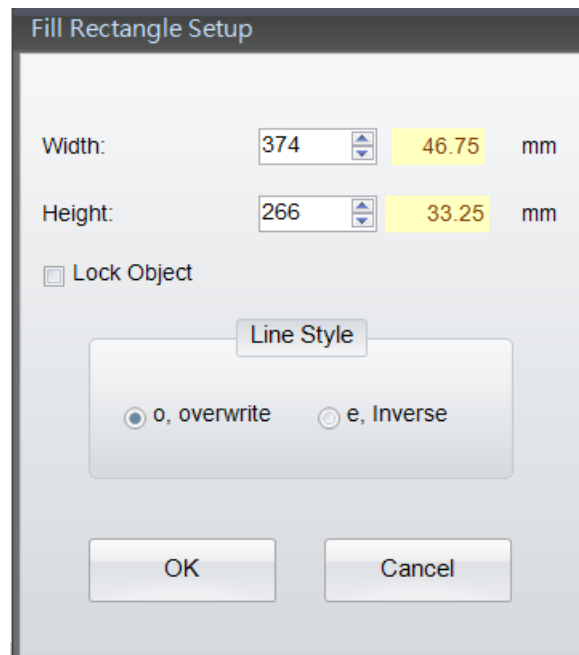 Fill Rectangle Setup
Width: 374 46.75 mm
Height: 266 33.25 mm
Lock Object
Line Style
o, overwrite e, Inverse
OK Cancel